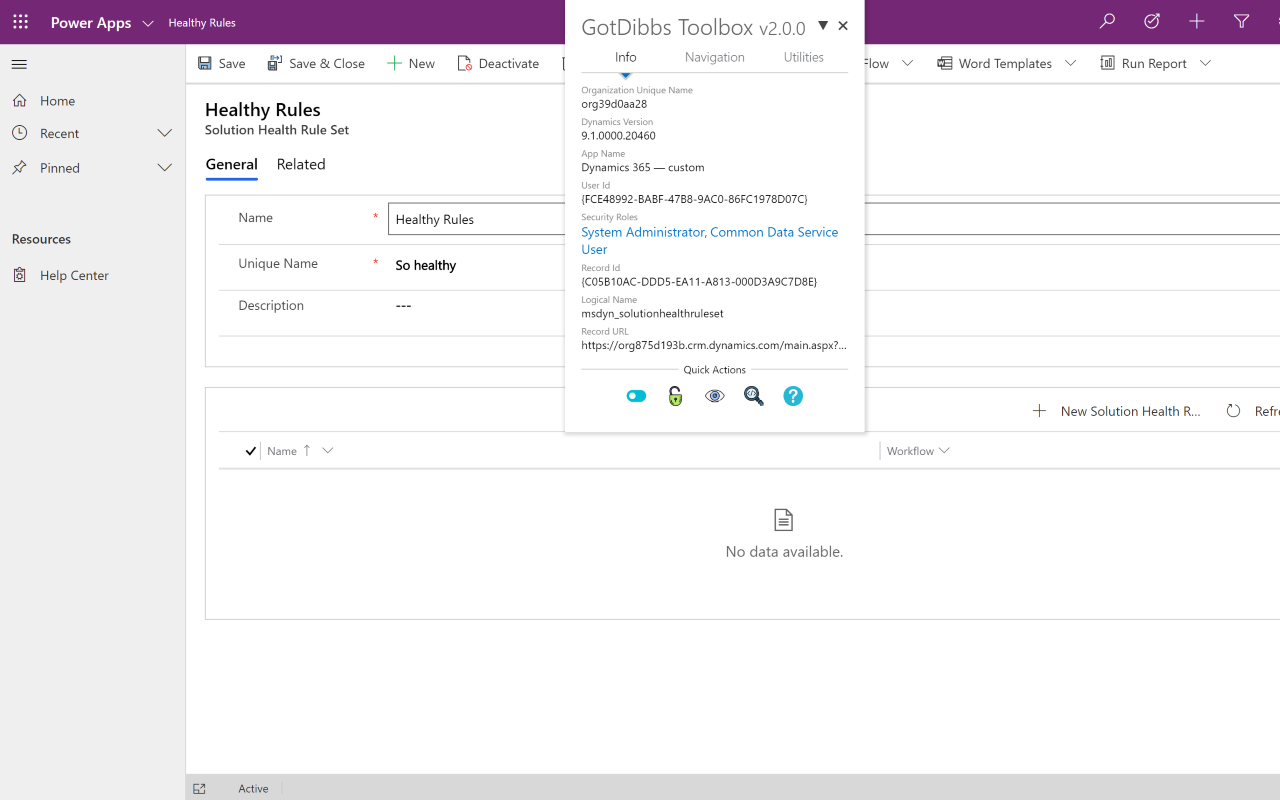 Power Apps
Healthy Rules
GotDibbs Toolbox v2.0.0
Info
Navigation
Utilities
Organization Unique Name
org39d0aa28
Dynamics Version
9.1.0000.20460
App Name
Dynamics 365 — custom
User Id
{FCE48992-BABF-47B8-9AC0-86FC1978D07C}
Security Roles
System Administrator, Common Data Service
User
Record Id
{C05B10AC-DDD5-EA11-A813-000D3A9C7D8E}
Logical Name
msdyn_solutionhealthruleset
Record URL
https://org875d193b.crm.dynamics.com/main.aspx?...
Quick Actions
Save
Save & Close
New
Deactivate
Flow
Word Templates
Run Report
Home
Recent
Pinned
Resources
Help Center
Healthy Rules
Solution Health Rule Set
General
Related
Name * Healthy Rules
Unique Name * So healthy
Description ---
New Solution Health R...
Refre
Name
Workflow
No data available.
Active